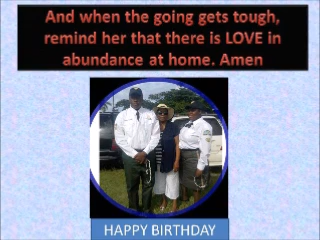 And when the going gets tough,
remind her that there is LOVE in
abundance at home. Amen
HAPPY BIRTHDAY